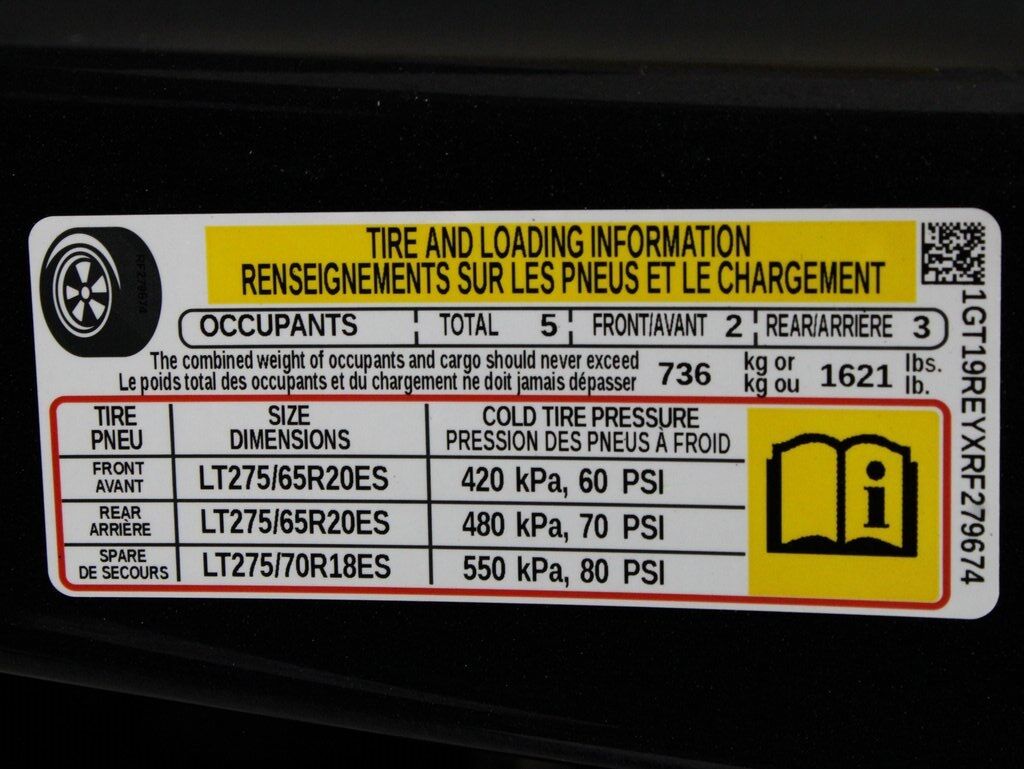 TIRE AND LOADING INFORMATION
RENSEIGNEMENTS SUR LES PNEUS ET LE CHARGEMENT
OCCUPANTS TOTAL 5 FRONT/AVANT 2 REAR/ARRIÈRE 3
The combined weight of occupants and cargo should never exceed 736 kg or 1621 lbs.
Le poids total des occupants et du chargement ne doit jamais dépasser kg ou lb.
TIRE SIZE COLD TIRE PRESSURE
PNEU DIMENSIONS PRESSION DES PNEUS À FROID
FRONT
AVANT LT275/65R20ES 420 kPa, 60 PSI
REAR
ARRIÈRE LT275/65R20ES 480 kPa, 70 PSI
SPARE
DE SECOURS LT275/70R18ES 550 kPa, 80 PSI
i
1GT19REYXRF279674